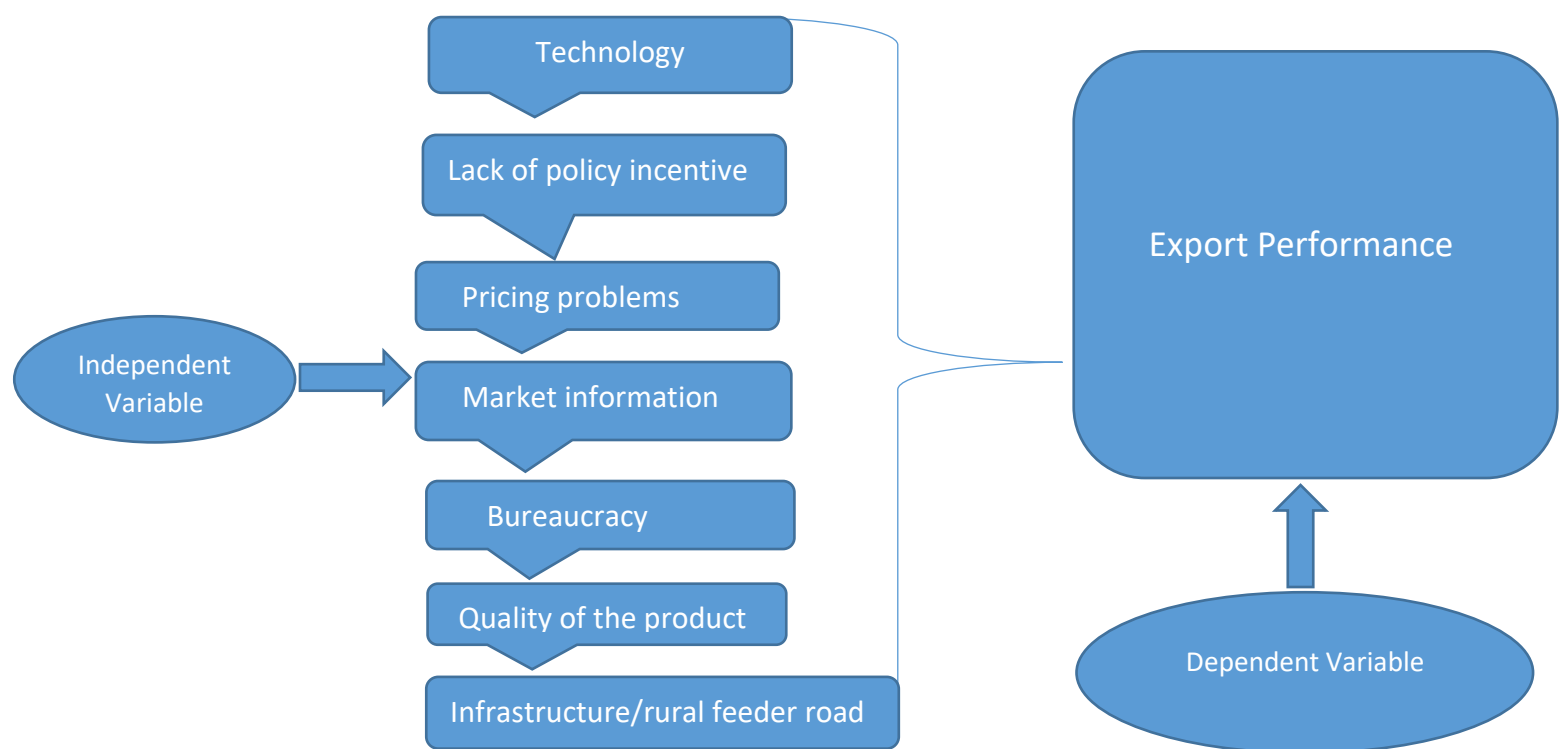 Technology
Lack of policy incentive
Pricing problems
Independent
Variable
Market information
Bureaucracy
Quality of the product
Infrastructure/rural feeder road
Export Performance
Dependent Variable